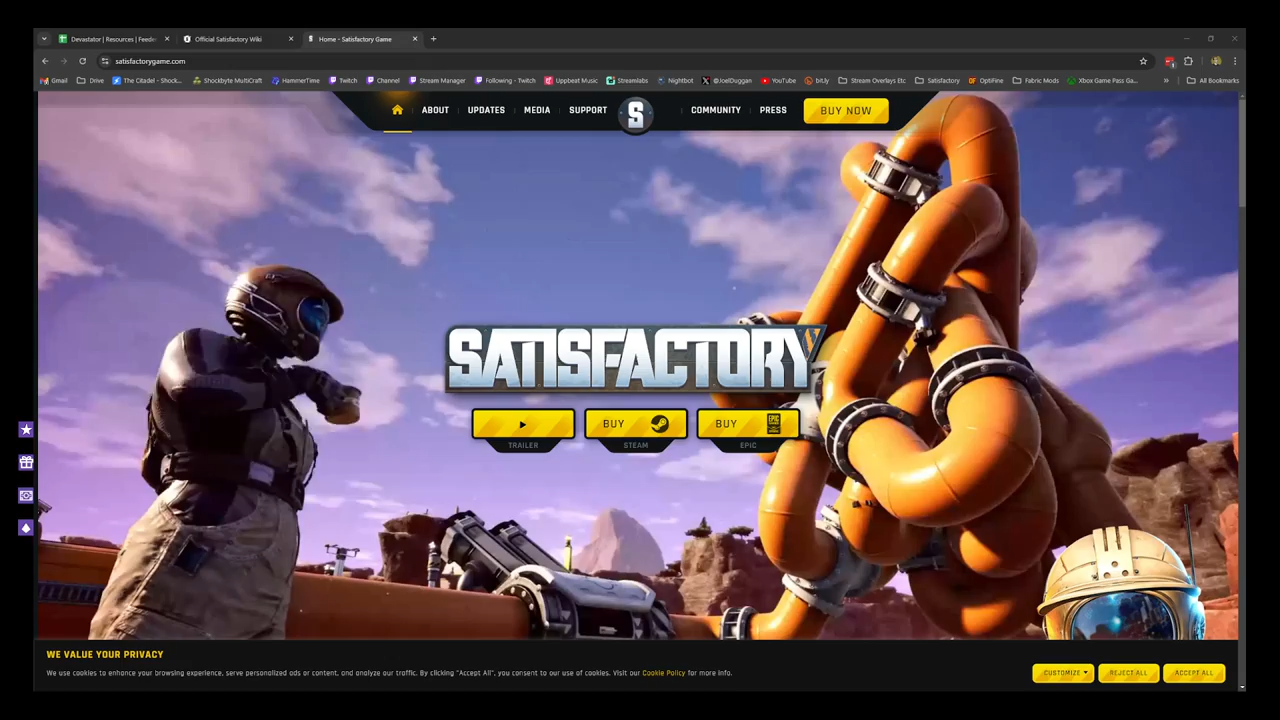 Devastator | Resources | Feed
Official Satisfactory Wiki
Home - Satisfactory Game
satisfactorygame.com
Gmail Drive The Citadel - Shock... Shockbyte MultiCraft HammerTime Twitch Channel Stream Manager Following - Twitch Uppbeat Music Streamlabs Nightbot @JoelDuggan YouTube bit.ly Stream Overlays Etc Satisfactory OptiFine Fabric Mods Xbox Game Pass Ga... » All Bookmarks
ABOUT UPDATES MEDIA SUPPORT S COMMUNITY PRESS BUY NOW
SATISFACTORY
BUY BUY EPIC GAMES
TRAILER STEAM EPIC
WE VALUE YOUR PRIVACY
We use cookies to enhance your browsing experience, serve personalized ads or content, and analyze our traffic. By clicking "Accept All", you consent to our use of cookies. Visit our Cookie Policy for more info.
CUSTOMIZE REJECT ALL ACCEPT ALL